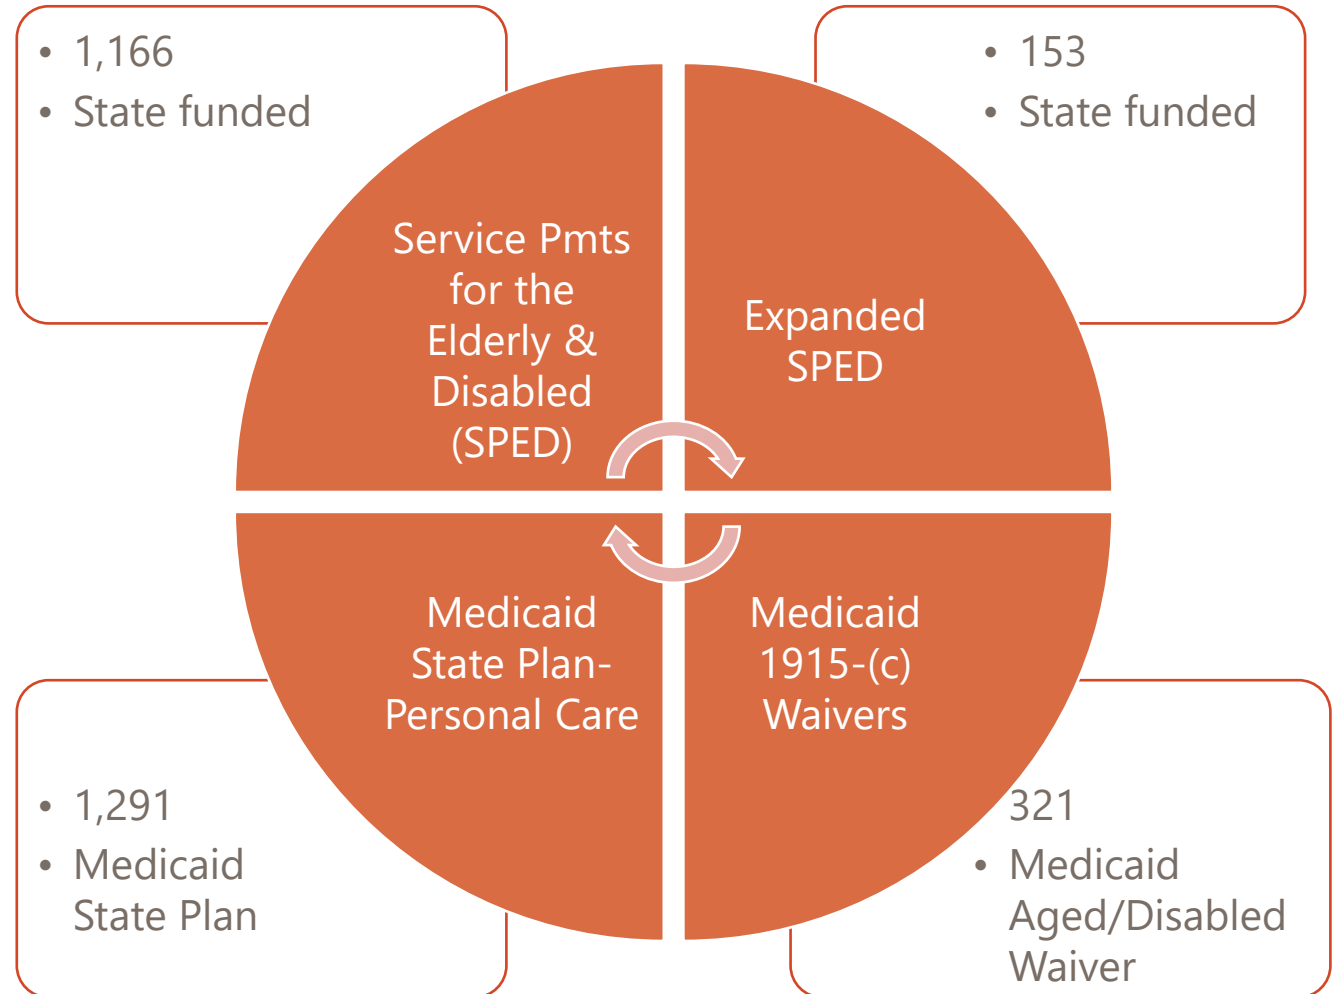 • 1,166
• State funded
• 153
• State funded
Service Pmts
for the
Elderly &
Disabled
(SPED)
Expanded
SPED
Medicaid
State Plan-
Personal Care
Medicaid
1915-(c)
Waivers
• 1,291
• Medicaid
State Plan
321
• Medicaid
Aged/Disabled
Waiver